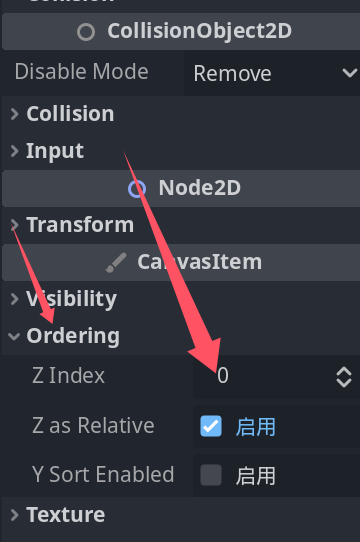 CollisionObject2D
Disable Mode Remove
Collision
Input
Node2D
Transform
CanvasItem
Visibility
Ordering
Z Index 0
Z as Relative 启用
Y Sort Enabled 启用
Texture